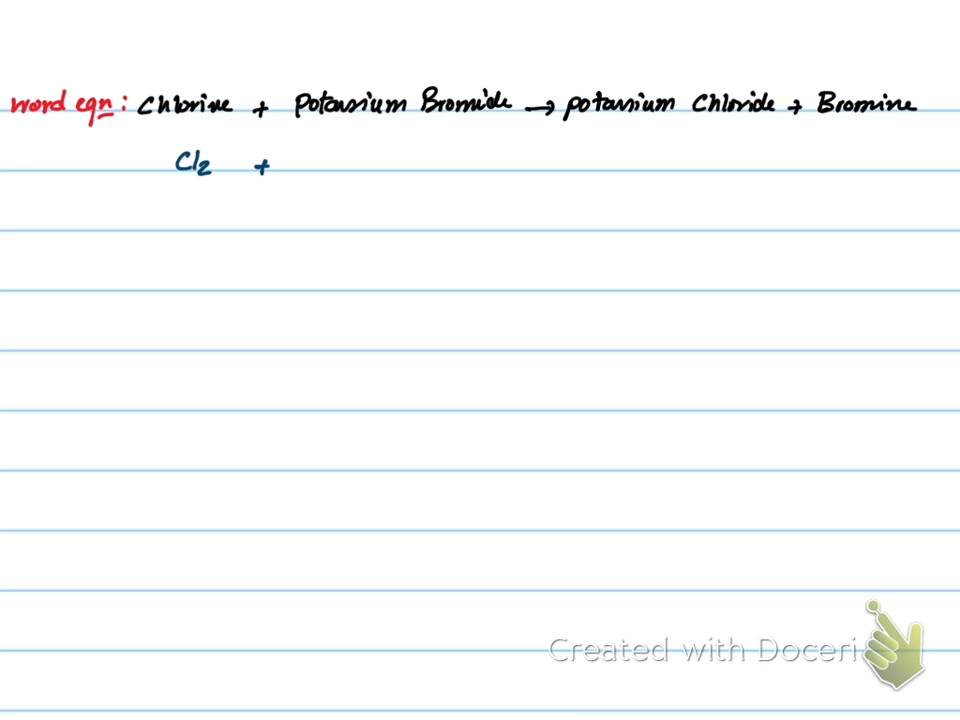 word eqn: Chlorine + Potassium Bromide → potassium Chloride + Bromine
Cl2 +
Created with Doceri